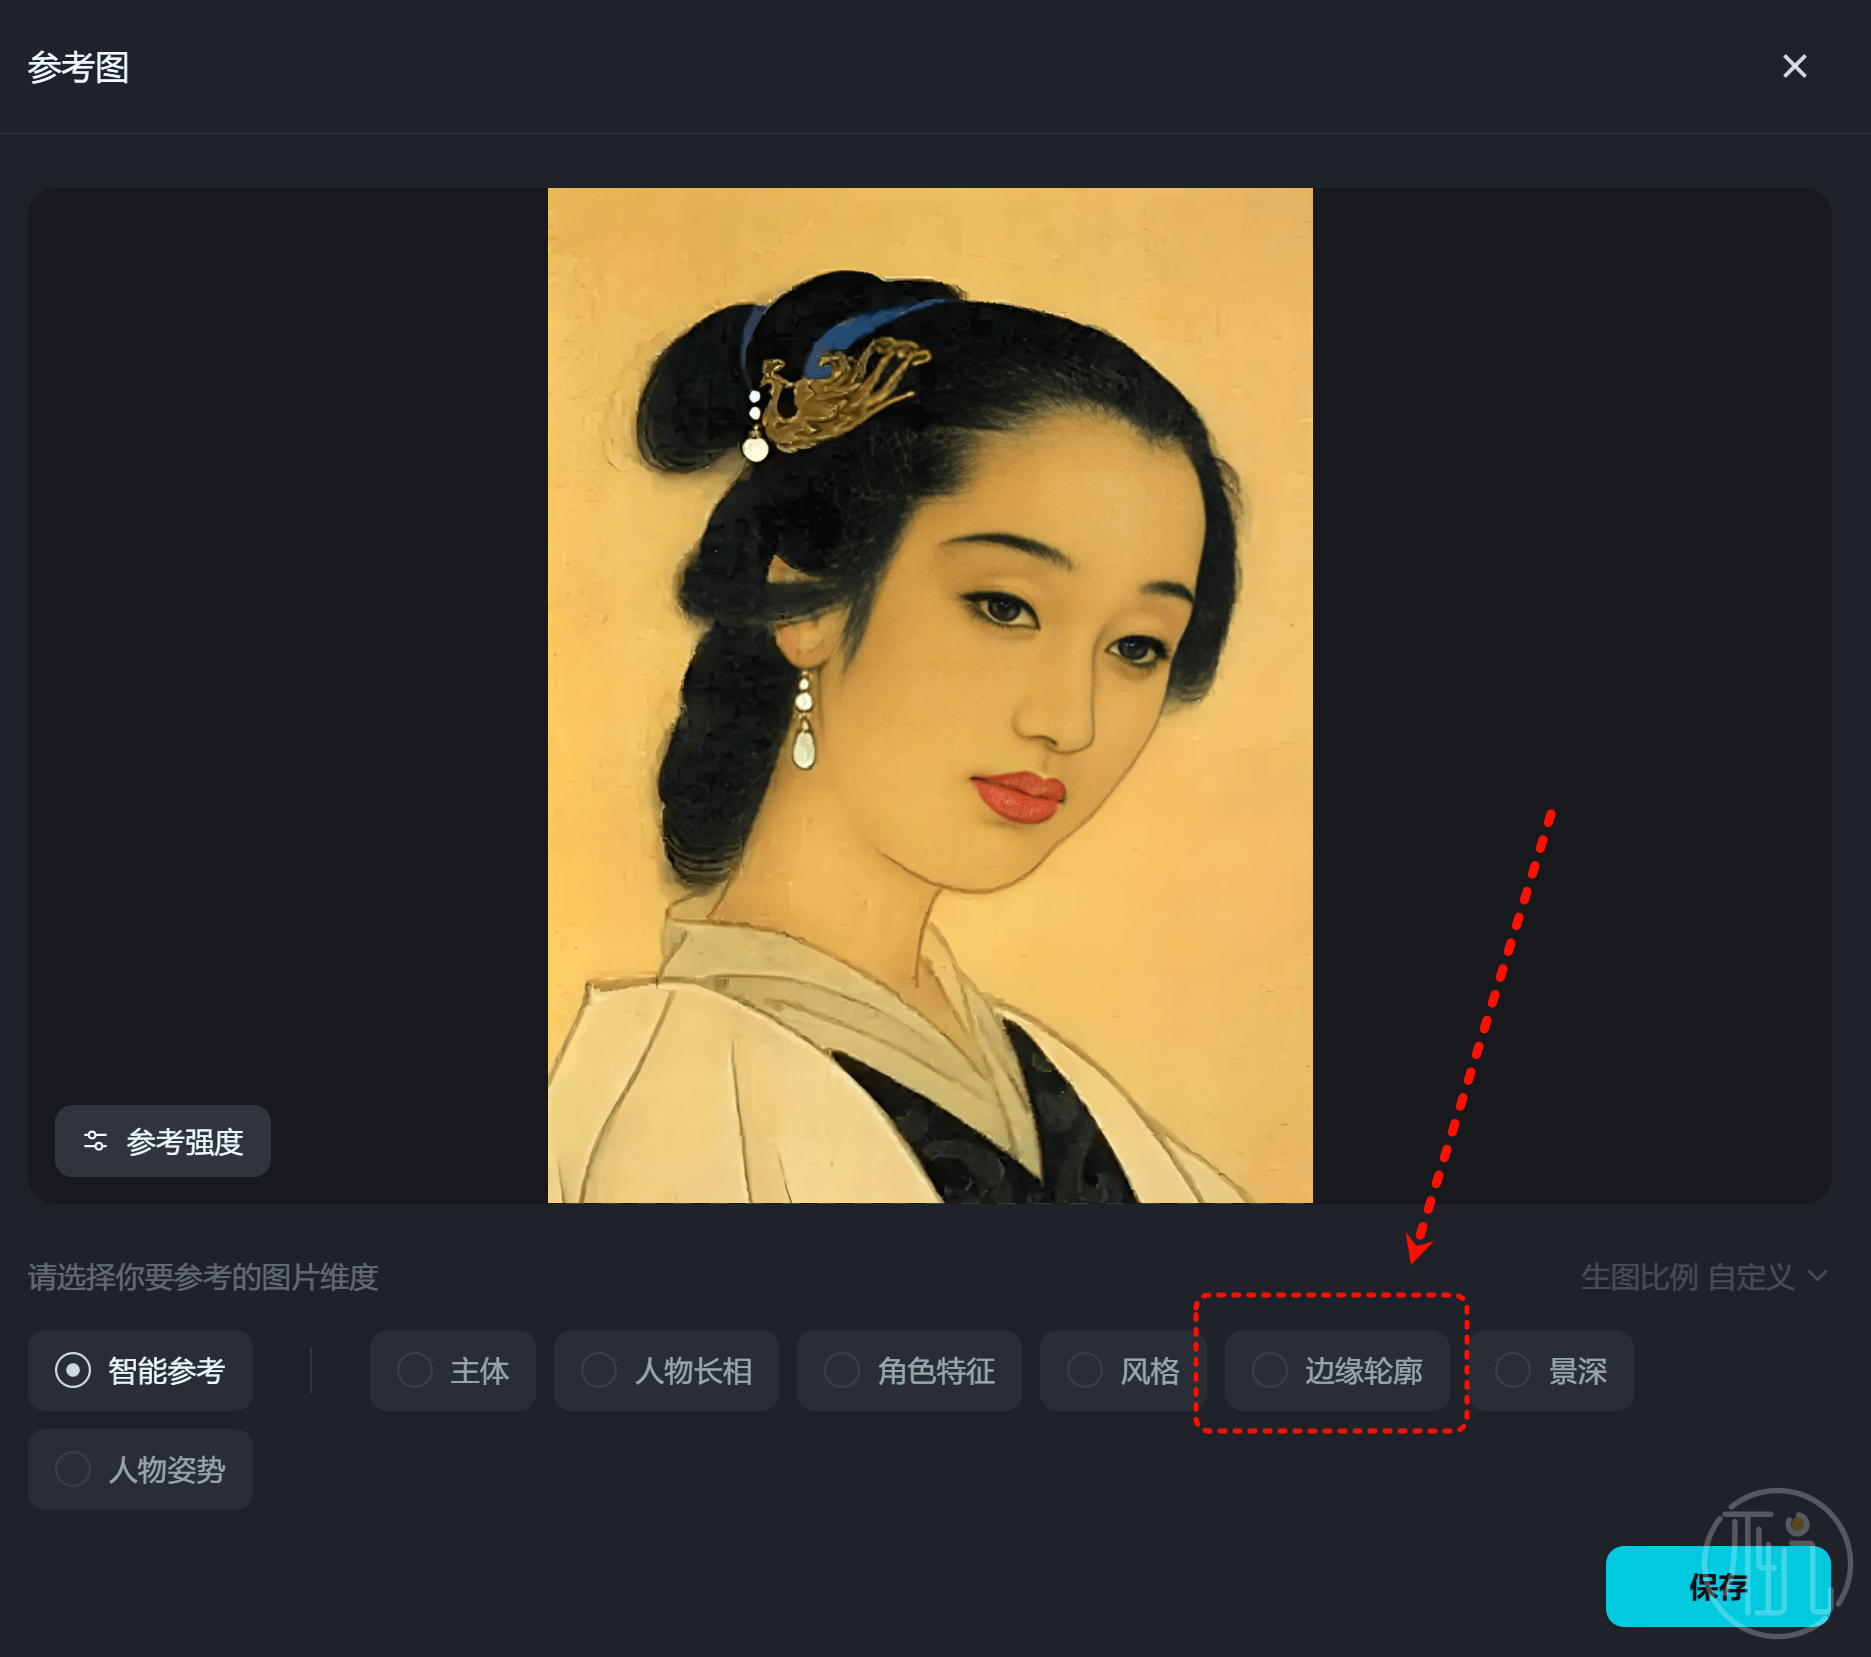 参考图
参考强度
请选择你要参考的图片维度
生图比例 自定义
智能参考
主体
人物长相
角色特征
风格
边缘轮廓
景深
人物姿势
保存